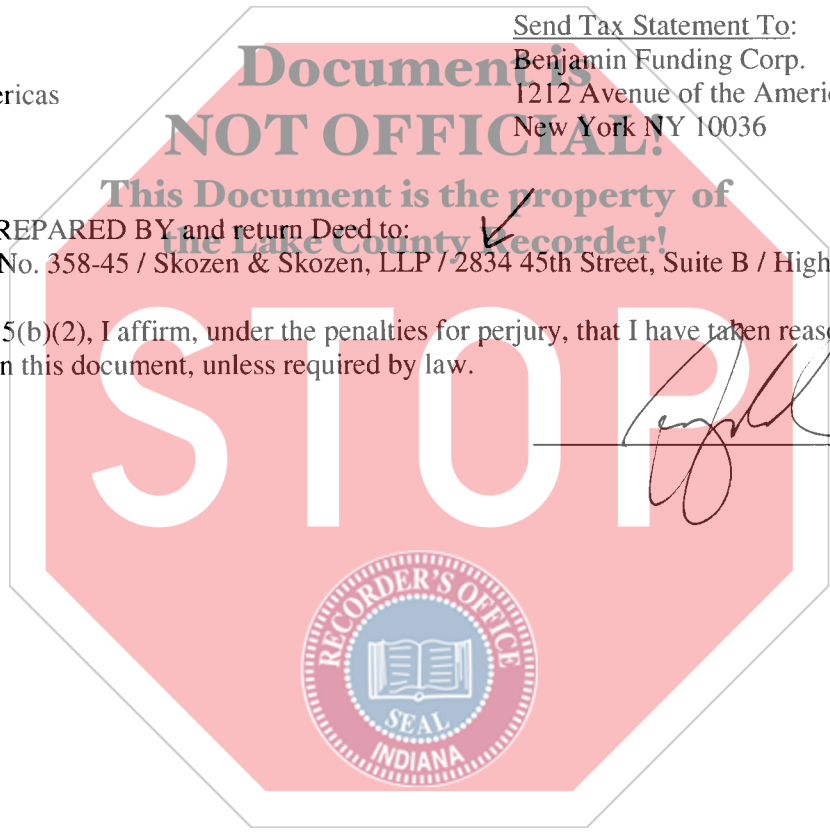 Send Tax Statement To:
Document is
Benjamin Funding Corp.
ericas
1212 Avenue of the Americ
NOT OFFICIAL!
New York NY 10036
This Document is the property of
REPARED BY and return Deed to:
the Lake County Recorder!
No. 358-45 / Skozen & Skozen, LLP / 2834 45th Street, Suite B / High
5(b)(2), I affirm, under the penalties for perjury, that I have taken reaso
n this document, unless required by law.
STOP
RECORDER'S OFFICE
SEAL
INDIANA